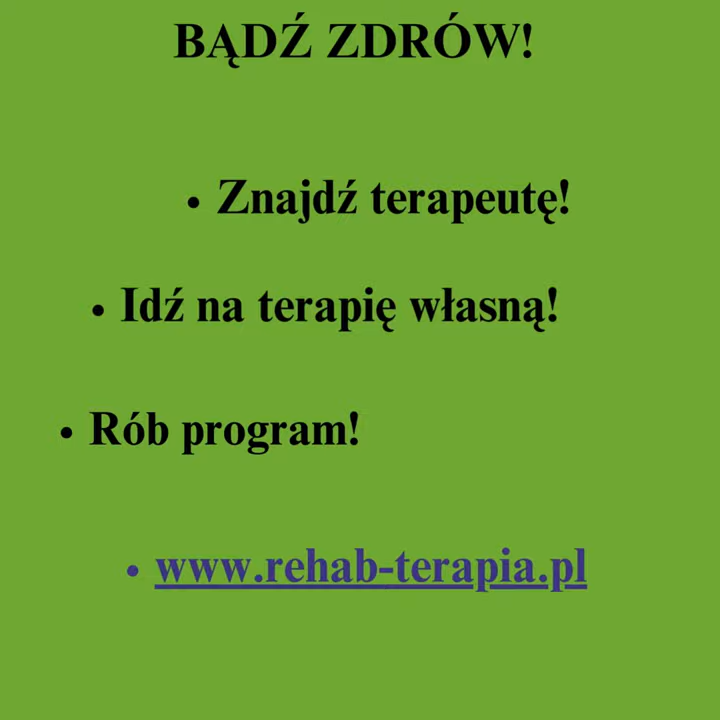 BĄDŹ ZDRÓW!
• Znajdź terapeutę!
• Idź na terapię własną!
• Rób program!
• www.rehab-terapia.pl